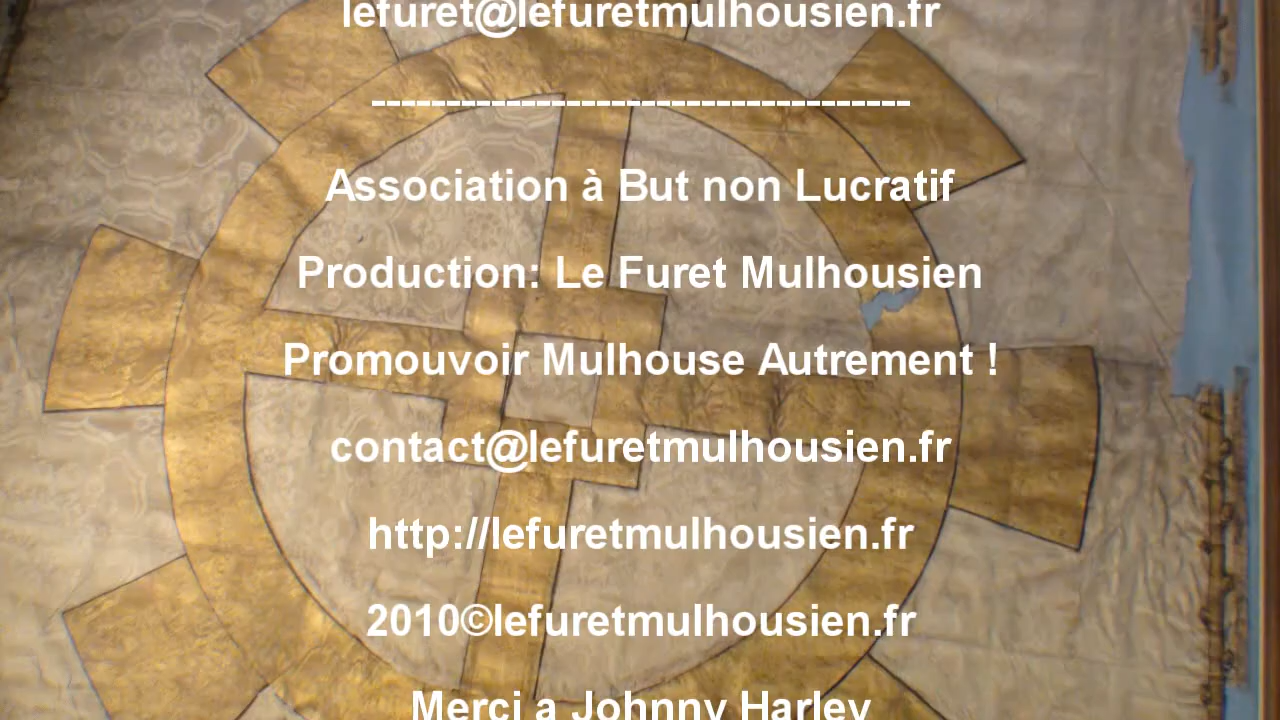 lefuret@lefuretmulhousien.fr
------------------------------------
Association à But non Lucratif
Production: Le Furet Mulhousien
Promouvoir Mulhouse Autrement !
contact@lefuretmulhousien.fr
http://lefuretmulhousien.fr
2010©lefuretmulhousien.fr
Merci a Johnny Harley